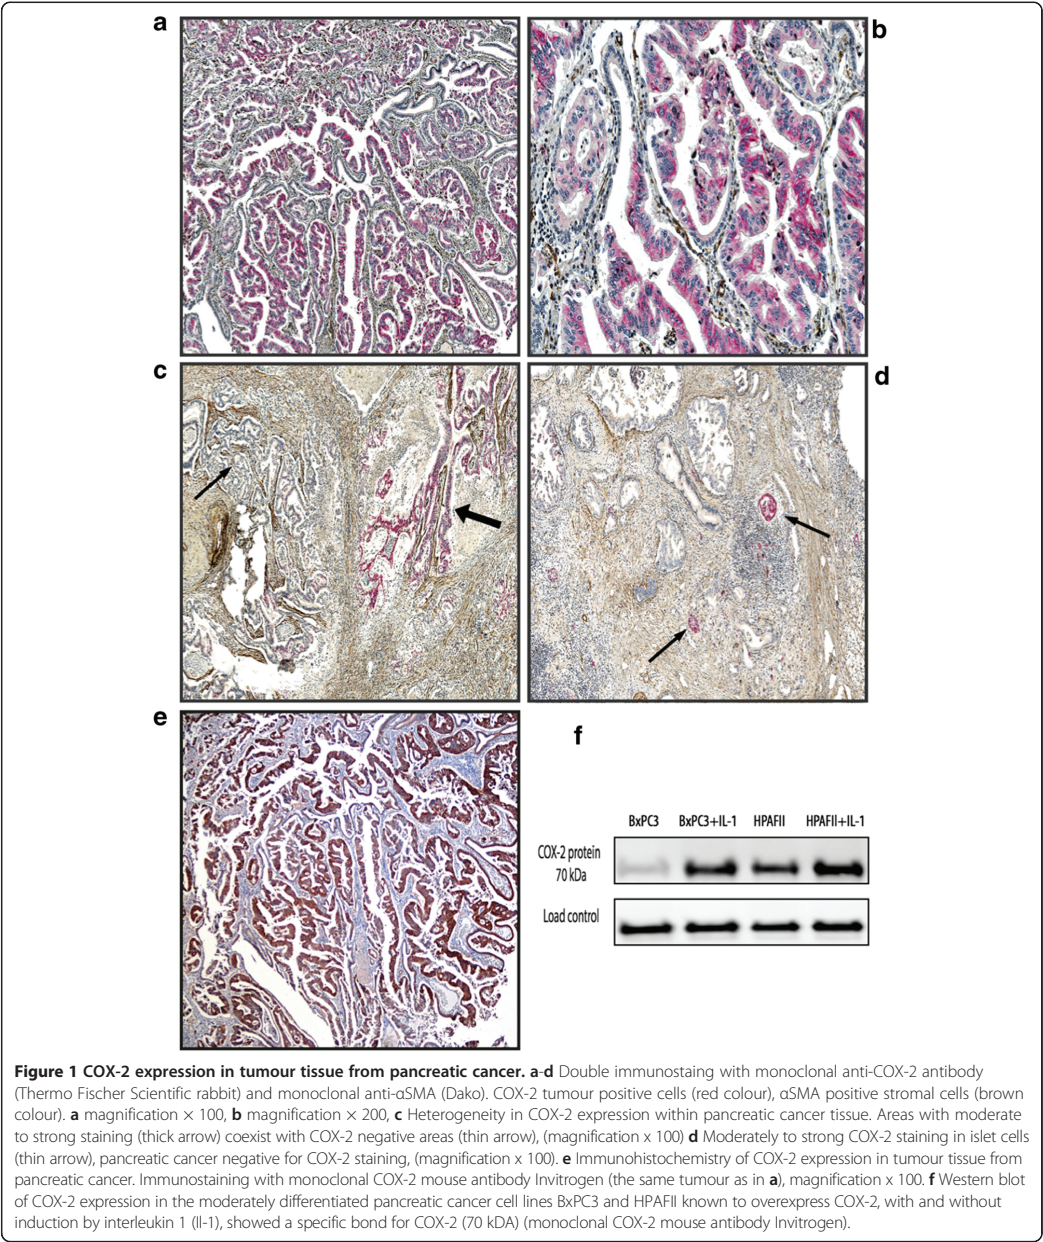 a
b
c
d
e
f
BxPC3 BxPC3+IL-1 HPAFII HPAFII+IL-1
COX-2 protein
70 kDa
Load control
Figure 1 COX-2 expression in tumour tissue from pancreatic cancer. a-d Double immunostaing with monoclonal anti-COX-2 antibody
(Thermo Fischer Scientific rabbit) and monoclonal anti-αSMA (Dako). COX-2 tumour positive cells (red colour), αSMA positive stromal cells (brown
colour). a magnification × 100, b magnification × 200, c Heterogeneity in COX-2 expression within pancreatic cancer tissue. Areas with moderate
to strong staining (thick arrow) coexist with COX-2 negative areas (thin arrow), (magnification x 100) d Moderately to strong COX-2 staining in islet cells
(thin arrow), pancreatic cancer negative for COX-2 staining, (magnification x 100). e Immunohistochemistry of COX-2 expression in tumour tissue from
pancreatic cancer. Immunostaining with monoclonal COX-2 mouse antibody Invitrogen (the same tumour as in a), magnification x 100. f Western blot
of COX-2 expression in the moderately differentiated pancreatic cancer cell lines BxPC3 and HPAFII known to overexpress COX-2, with and without
induction by interleukin 1 (Il-1), showed a specific bond for COX-2 (70 kDA) (monoclonal COX-2 mouse antibody Invitrogen).